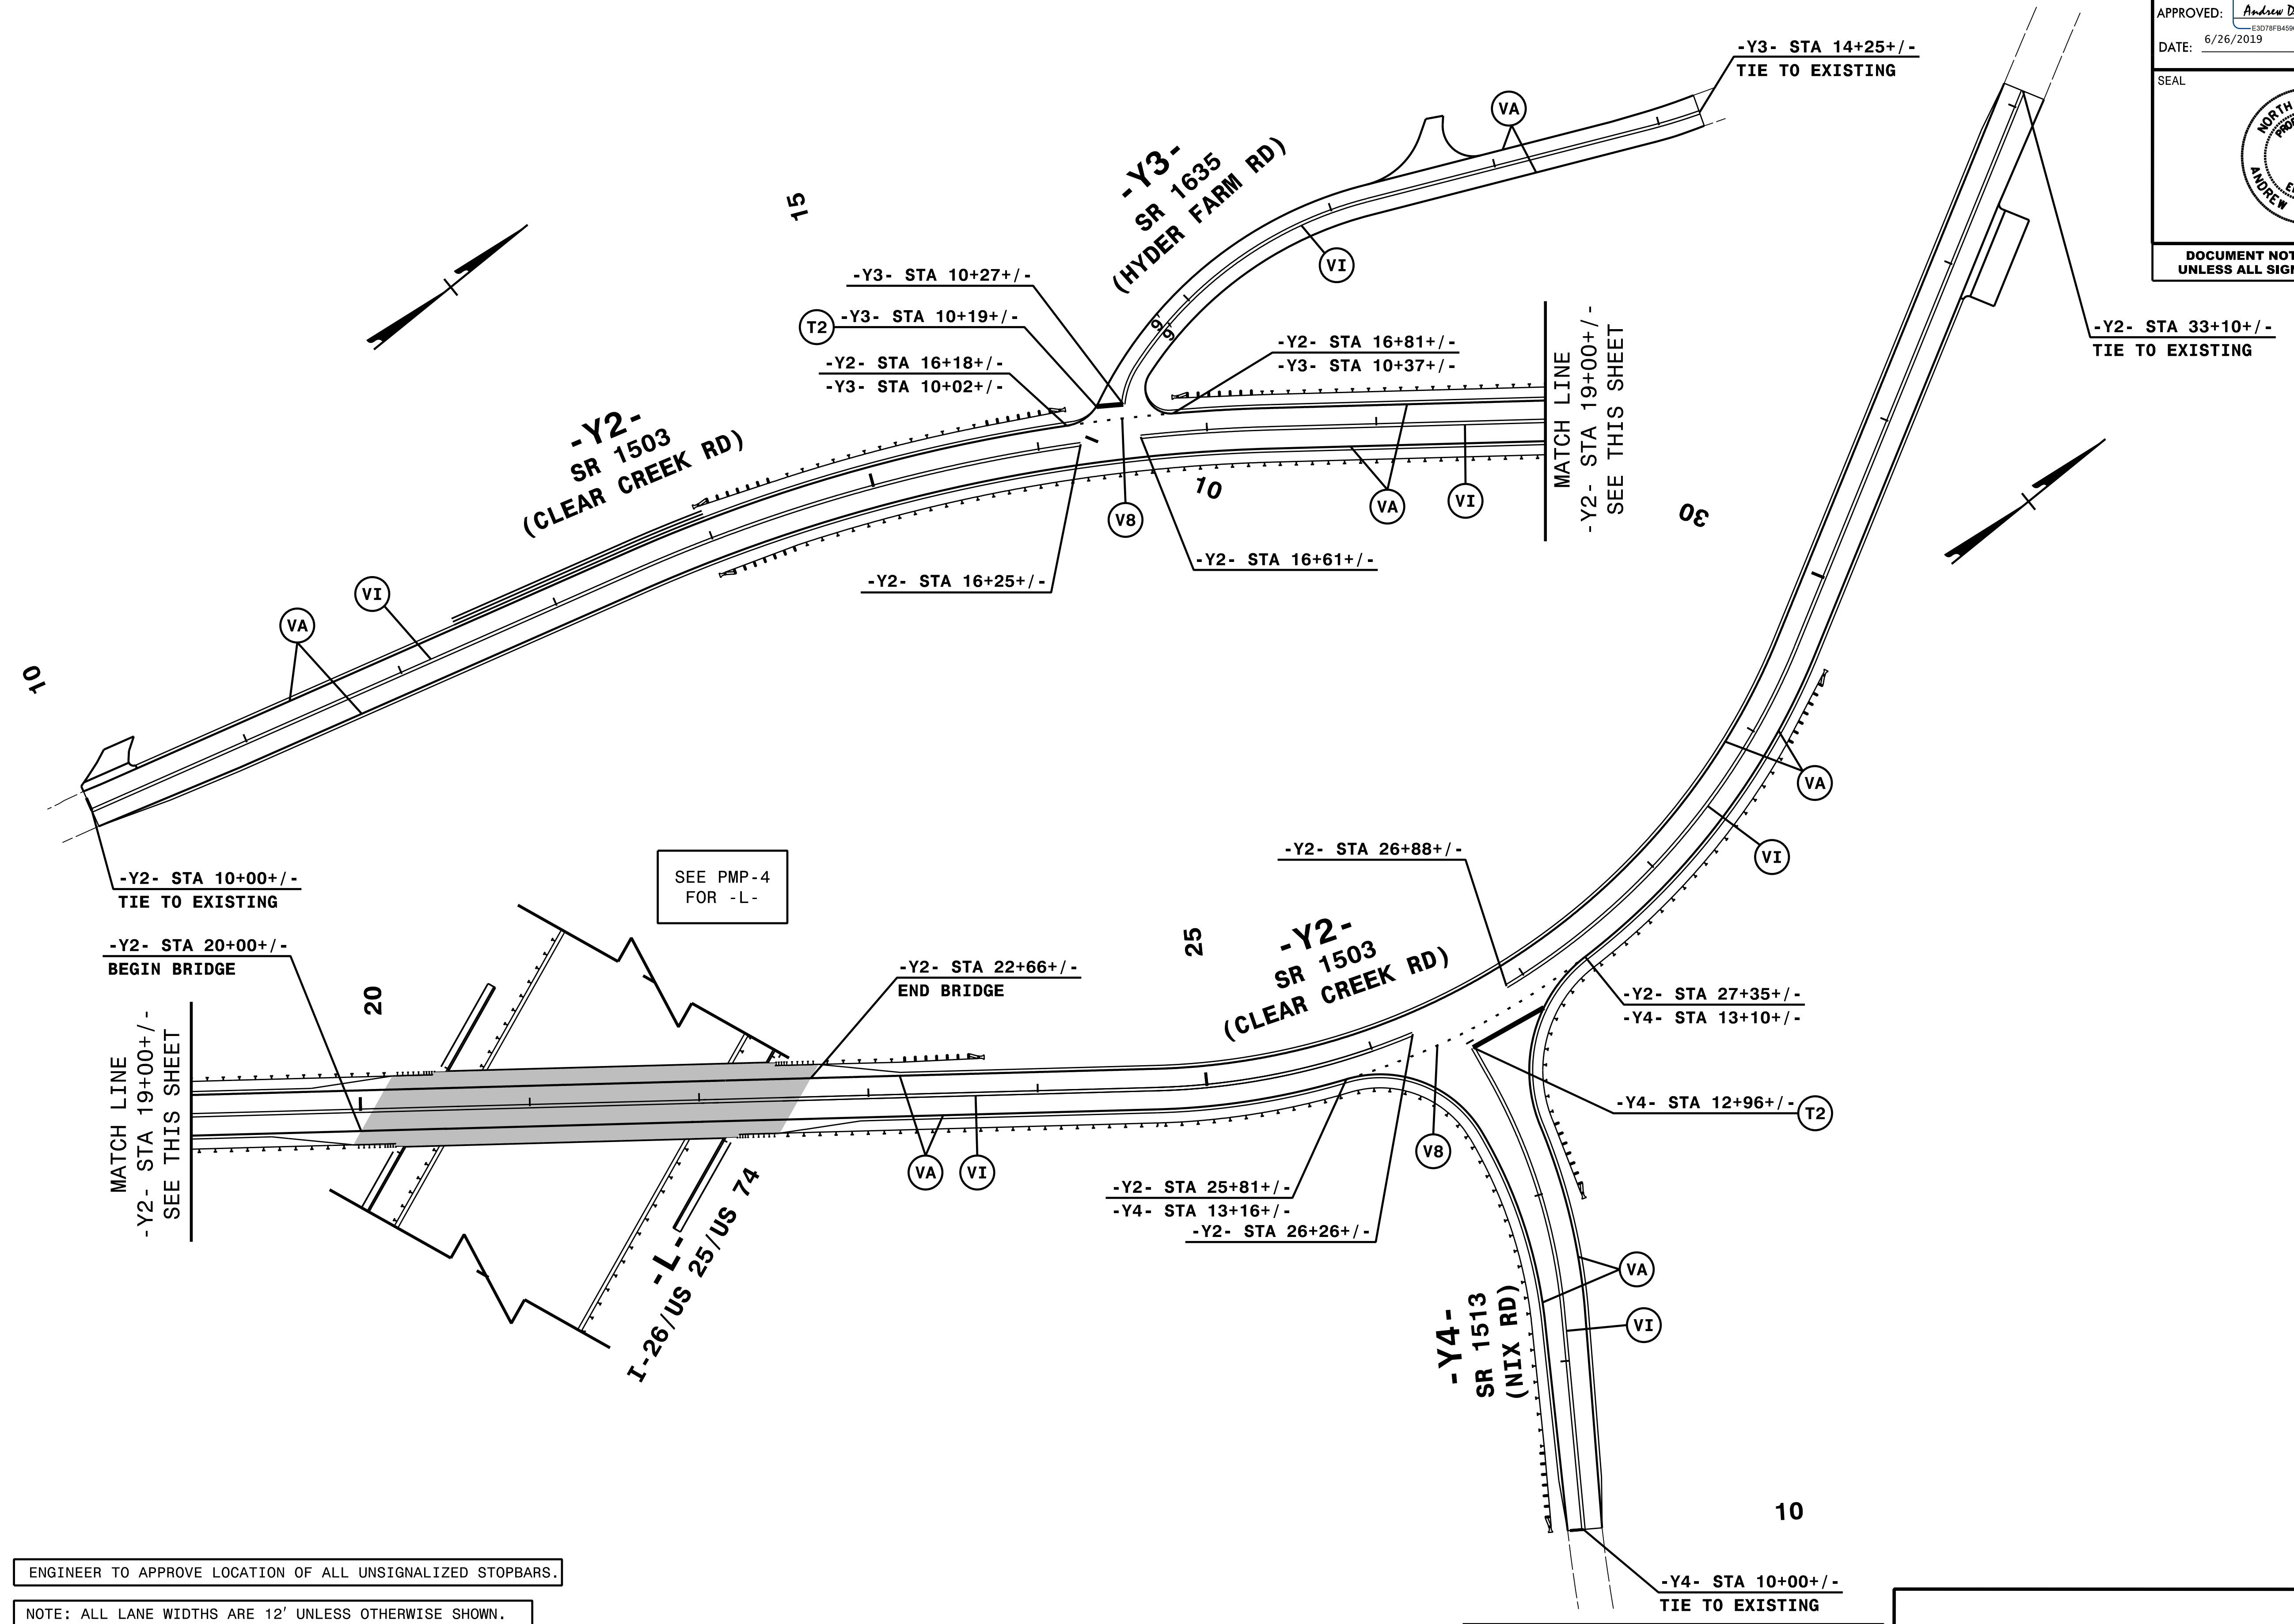 APPROVED:
Andrew D
E3D78FB459
DATE: 6/26/2019
SEAL
NORTH
ANDREW
DOCUMENT NOT
UNLESS ALL SIG
-Y3- STA 14+25+/-
TIE TO EXISTING
VA
-Y3-
SR 1635
(HYDER FARM RD)
15
-Y3- STA 10+27+/-
T2
-Y3- STA 10+19+/-
-Y2- STA 16+18+/-
-Y3- STA 10+02+/-
VI
9'
9'
-Y2- STA 16+81+/-
-Y3- STA 10+37+/-
MATCH LINE
-Y2- STA 19+00+/-
SEE THIS SHEET
-Y2- STA 33+10+/-
TIE TO EXISTING
-Y2-
SR 1503
(CLEAR CREEK RD)
10
VA
VI
V8
30
-Y2- STA 16+61+/-
-Y2- STA 16+25+/-
VI
VA
10
-Y2- STA 10+00+/-
TIE TO EXISTING
SEE PMP-4
FOR -L-
VA
VI
-Y2- STA 26+88+/-
-Y2- STA 20+00+/-
BEGIN BRIDGE
-Y2- STA 22+66+/-
END BRIDGE
20
25
-Y2-
SR 1503
(CLEAR CREEK RD)
-Y2- STA 27+35+/-
-Y4- STA 13+10+/-
MATCH LINE
-Y2- STA 19+00+/-
SEE THIS SHEET
-Y4- STA 12+96+/-
T2
VA
VI
V8
-Y2- STA 25+81+/-
-Y4- STA 13+16+/-
-Y2- STA 26+26+/-
-L-
I-26/US 25/US 74
VA
VI
-Y4-
SR 1513
(NIX RD)
10
-Y4- STA 10+00+/-
TIE TO EXISTING
ENGINEER TO APPROVE LOCATION OF ALL UNSIGNALIZED STOPBARS.
NOTE: ALL LANE WIDTHS ARE 12' UNLESS OTHERWISE SHOWN.